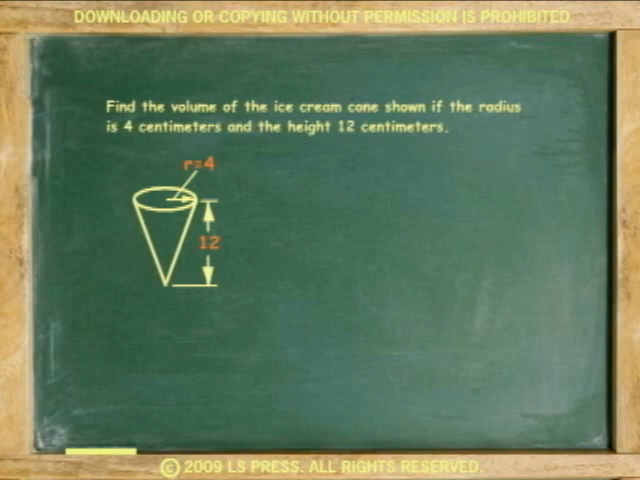 DOWNLOADING OR COPYING WITHOUT PERMISSION IS PROHIBITED
Find the volume of the ice cream cone shown if the radius
is 4 centimeters and the height 12 centimeters.
r=4
12
© 2009 LS PRESS. ALL RIGHTS RESERVED.